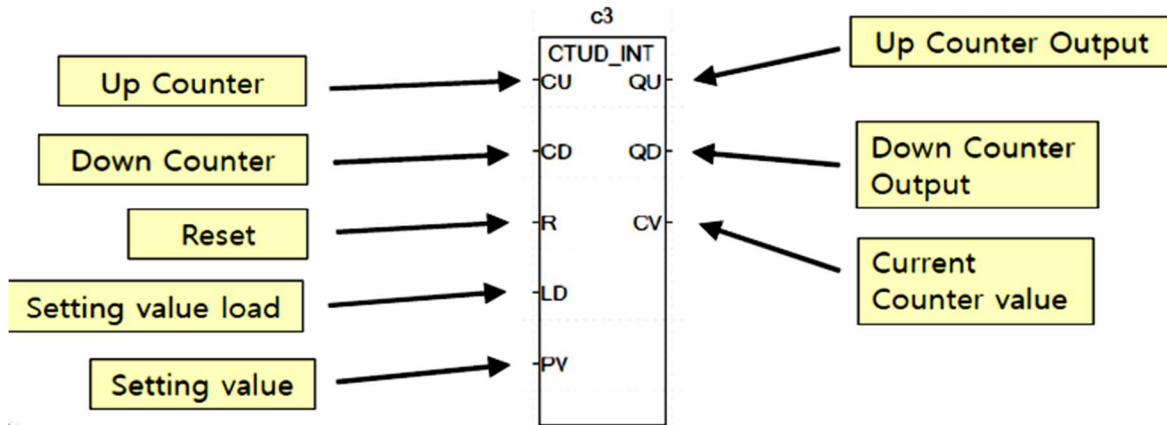 c3
CTUD_INT
Up Counter
CU
QU
Up Counter Output
Down Counter
CD
QD
Down Counter
Output
Reset
R
CV
Current
Counter value
Setting value load
LD
Setting value
PV